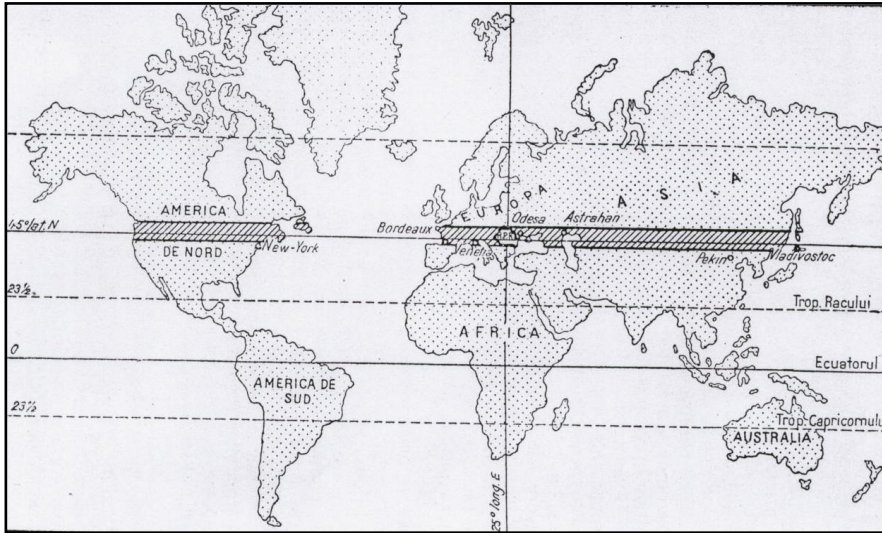 EUROPA
ASIA
AMERICA
45° lat. N
Bordeaux
Odesa
Astrahan
New-York
DE NORD
Veneția
Pekin
Vladivostoc
23½
Trop. Racului
AFRICA
0
Ecuatorul
AMERICA DE
SUD
23½
Trop. Capricornulu
AUSTRALIA
25° long. E